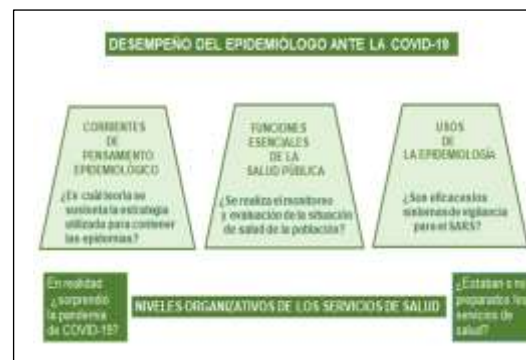 DESEMPEÑO DEL EPIDEMIÓLOGO ANTE LA COVID-19
CORRIENTES
DE
PENSAMIENTO
EPIDEMIOLÓGICO
¿En cuál teoría se
sustenta la estrategia
utilizada para contener
las epidemias?
FUNCIONES
ESENCIALES
DE LA
SALUD PÚBLICA
¿Se realiza el monitoreo
y evaluación de la situación
de salud de la población?
USOS
DE
LA EPIDEMIOLOGÍA
¿Son eficaces los
sistemas de vigilancia
para el SARS?
En realidad
¿sorprendió
la pandemia
de COVID-19?
NIVELES ORGANIZATIVOS DE LOS SERVICIOS DE SALUD
¿Estaban o no
preparados los
servicios de
salud?